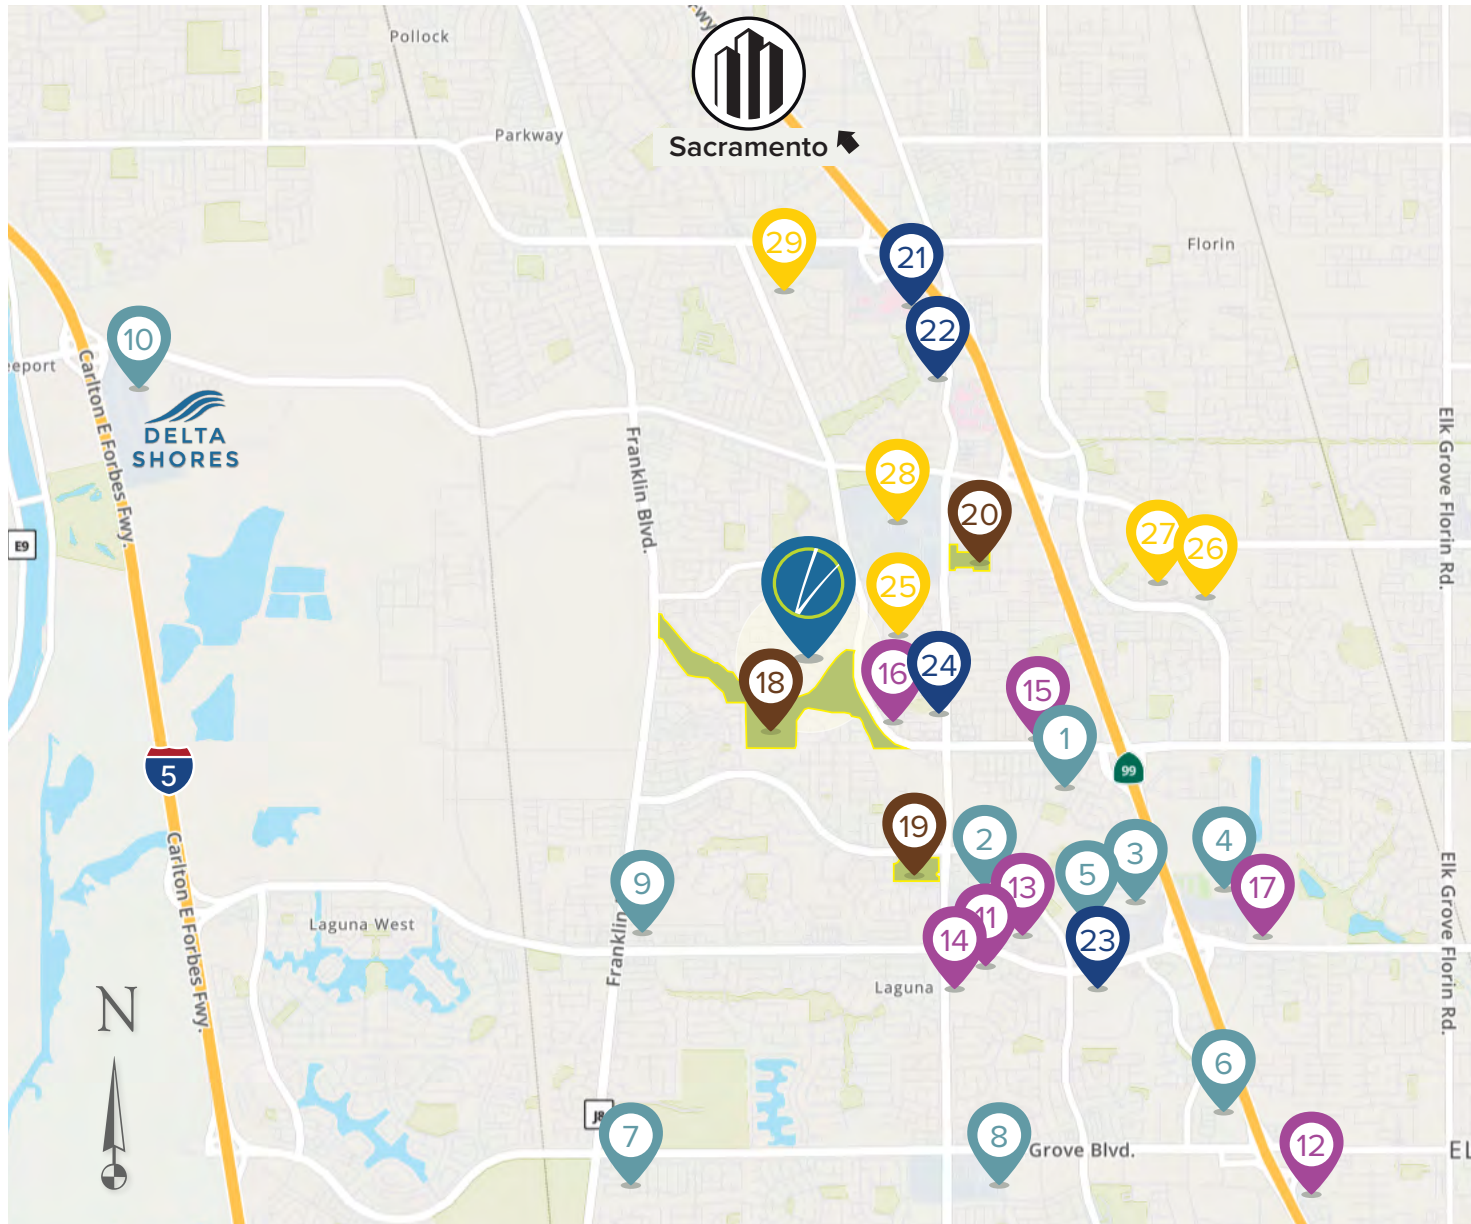 Pollock
wy
Parkway
Sacramento
29
21
Florin
22
10
eeport
Carlton E Forbes Fwy.
DELTA
SHORES
Franklin Blvd.
Elk Grove Florin Rd.
28
20
27
26
E9
25
16
24
15
18
1
5
99
19
2
3
4
5
13
17
9
11
14
23
Carlton E Forbes Fwy.
Laguna West
Franklin
Elk Grove Florin Rd.
Laguna
N
6
J8
7
8
Grove Blvd.
12
EL